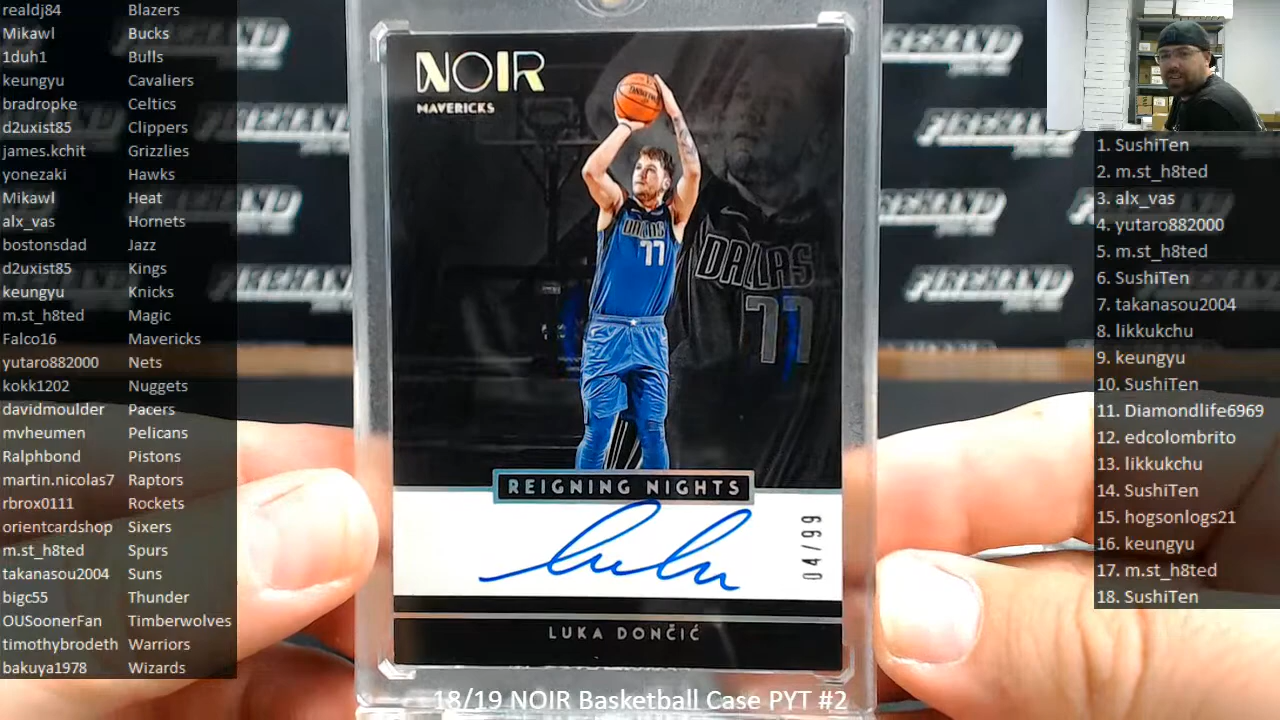 realdj84 Blazers
Mikawl Bucks
1duh1 Bulls
keungyu Cavaliers
bradropke Celtics
d2uxist85 Clippers
james.kchit Grizzlies
yonezaki Hawks
Mikawl Heat
alx_vas Hornets
bostonsdad Jazz
d2uxist85 Kings
keungyu Knicks
m.st_h8ted Magic
Falco16 Mavericks
yutaro882000 Nets
kokk1202 Nuggets
davidmoulder Pacers
mvheumen Pelicans
Ralphbond Pistons
martin.nicolas7 Raptors
rbrox0111 Rockets
orientcardshop Sixers
m.st_h8ted Spurs
takanasou2004 Suns
bigc55 Thunder
OUSoonerFan Timberwolves
timothybrodeth Warriors
bakuya1978 Wizards
NOIR
MAVERICKS
DALLAS
77
DALLAS
77
REIGNING NIGHTS
04/99
LUKA DONČIĆ
18/19 NOIR Basketball Case PYT #2
FIREHAND
FIREHAND
FIREHAND
FIREHAND
1. SushiTen
2. m.st_h8ted
3. alx_vas
4. yutaro882000
5. m.st_h8ted
6. SushiTen
7. takanasou2004
8. likkukchu
9. keungyu
10. SushiTen
11. Diamondlife6969
12. edcolombrito
13. likkukchu
14. SushiTen
15. hogsonlogs21
16. keungyu
17. m.st_h8ted
18. SushiTen